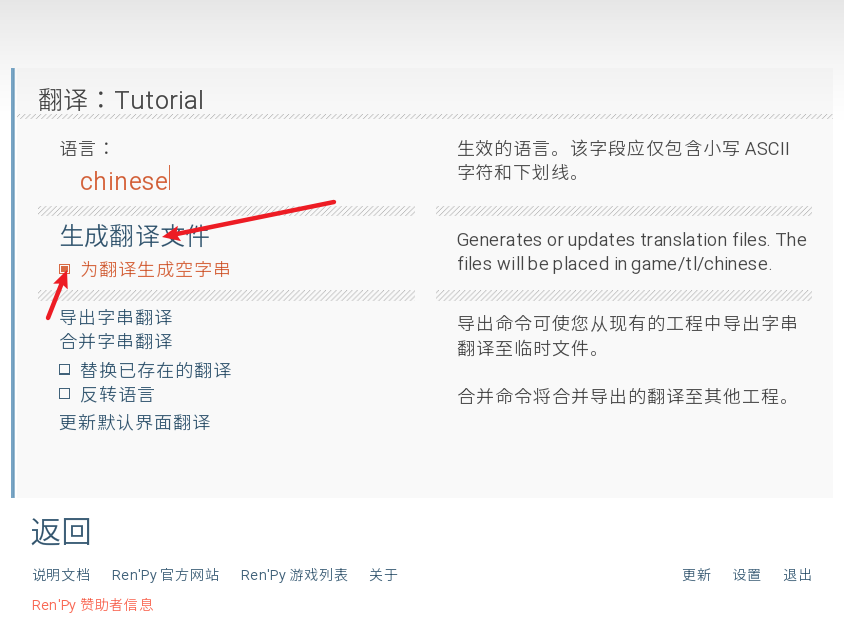 翻译：Tutorial
语言：
chinese
生效的语言。该字段应仅包含小写 ASCII
字符和下划线。
生成翻译文件
为翻译生成空字串
Generates or updates translation files. The
files will be placed in game/tl/chinese.
导出字串翻译
合并字串翻译
替换已存在的翻译
反转语言
更新默认界面翻译
导出命令可使您从现有的工程中导出字串
翻译至临时文件。
合并命令将合并导出的翻译至其他工程。
返回
说明文档 Ren'Py 官方网站 Ren'Py 游戏列表 关于 更新 设置 退出
Ren'Py 赞助者信息